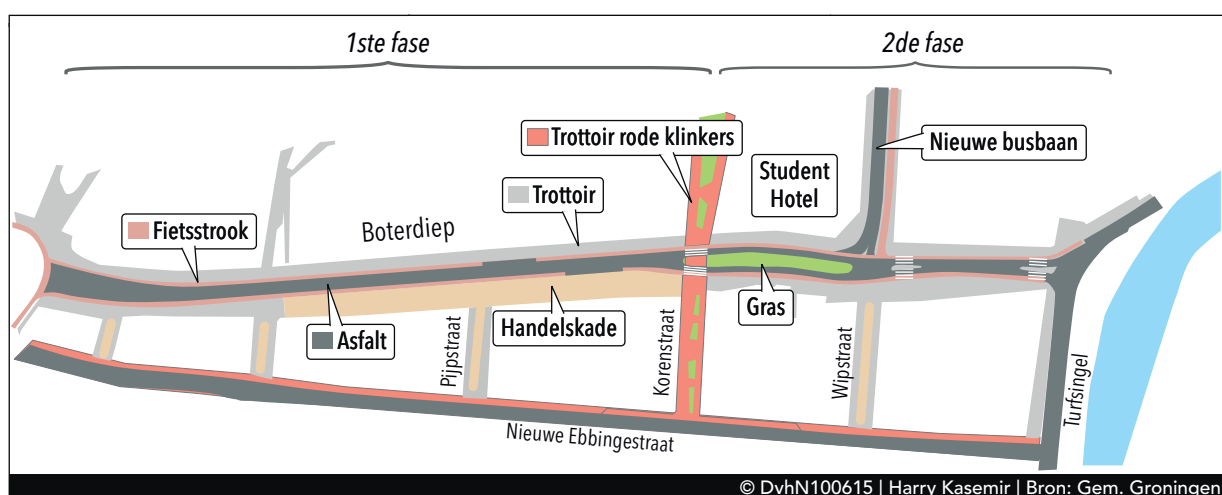 1ste fase
2de fase
Trottoir rode klinkers
Nieuwe busbaan
Student
Hotel
Trottoir
Boterdiep
Fietsstrook
Gras
Handelskade
Asfalt
Pijpstraat
Korenstraat
Wipstraat
Turfsingel
Nieuwe Ebbingestraat
© DvhN100615 | Harry Kasemir | Bron: Gem. Groningen